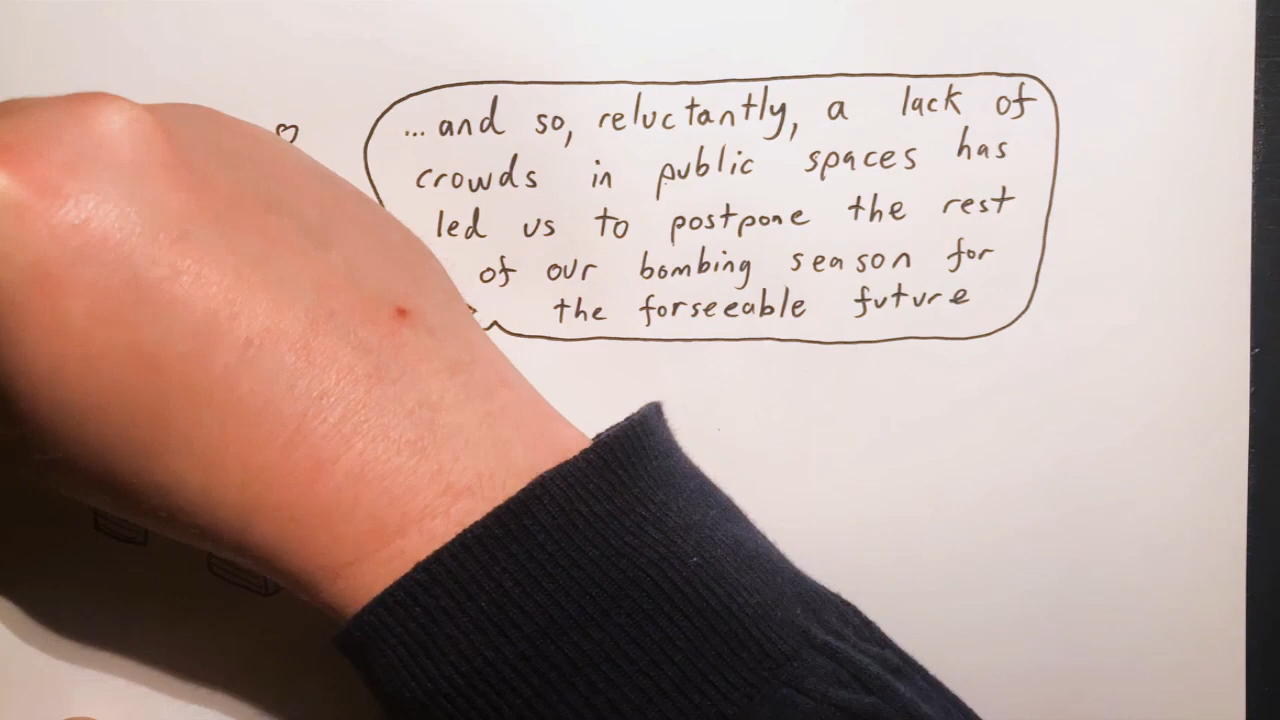 ...and so, reluctantly, a lack of
crowds in public spaces has
led us to postpone the rest
of our bombing season for
the forseeable future